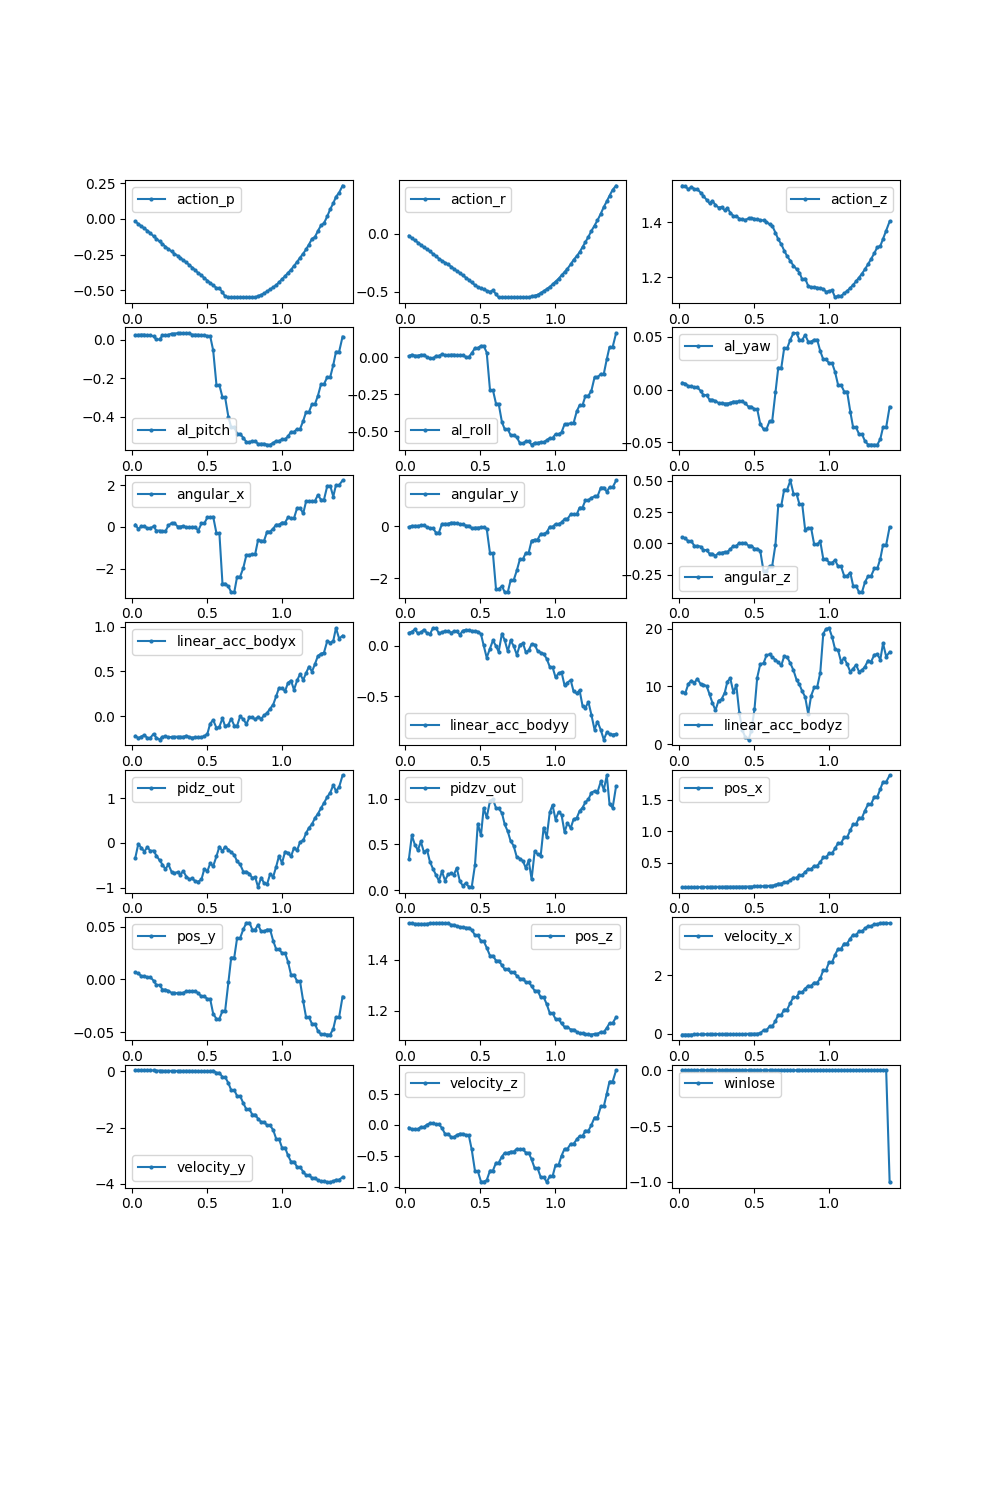 0.25
0.00
−0.25
−0.50
action_p
0.0 0.5 1.0
0.0
−0.5
action_r
0.0 0.5 1.0
1.4
1.2
action_z
0.0 0.5 1.0
0.0
−0.2
−0.4
al_pitch
0.0 0.5 1.0
0.00
−0.25
−0.50
al_roll
0.0 0.5 1.0
0.05
0.00
−0.05
al_yaw
0.0 0.5 1.0
2
0
−2
angular_x
0.0 0.5 1.0
0
−2
angular_y
0.0 0.5 1.0
0.50
0.25
0.00
−0.25
angular_z
0.0 0.5 1.0
1.0
0.5
0.0
linear_acc_bodyx
0.0 0.5 1.0
0.0
−0.5
linear_acc_bodyy
0.0 0.5 1.0
20
10
0
linear_acc_bodyz
0.0 0.5 1.0
1
0
−1
pidz_out
0.0 0.5 1.0
1.0
0.5
0.0
pidzv_out
0.0 0.5 1.0
1.5
1.0
0.5
pos_x
0.0 0.5 1.0
0.05
0.00
−0.05
pos_y
0.0 0.5 1.0
1.4
1.2
pos_z
0.0 0.5 1.0
2
0
velocity_x
0.0 0.5 1.0
0
−2
−4
velocity_y
0.0 0.5 1.0
0.5
0.0
−0.5
−1.0
velocity_z
0.0 0.5 1.0
0.0
−0.5
−1.0
winlose
0.0 0.5 1.0